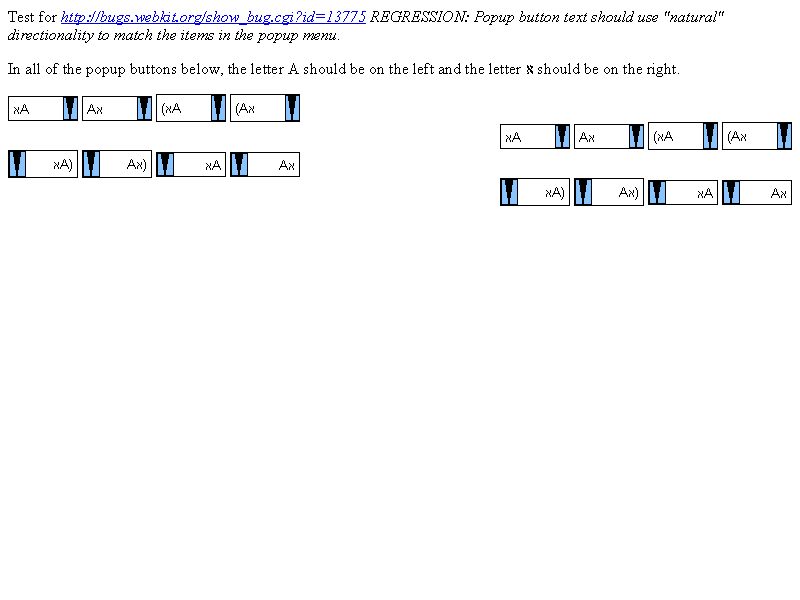 Test for http://bugs.webkit.org/show_bug.cgi?id=13775 REGRESSION: Popup button text should use "natural"
directionality to match the items in the popup menu.
In all of the popup buttons below, the letter A should be on the left and the letter א should be on the right.
אA Aא (אA (Aא
אA Aא (אA (Aא
אA) Aא) אA Aא
אA) Aא) אA Aא